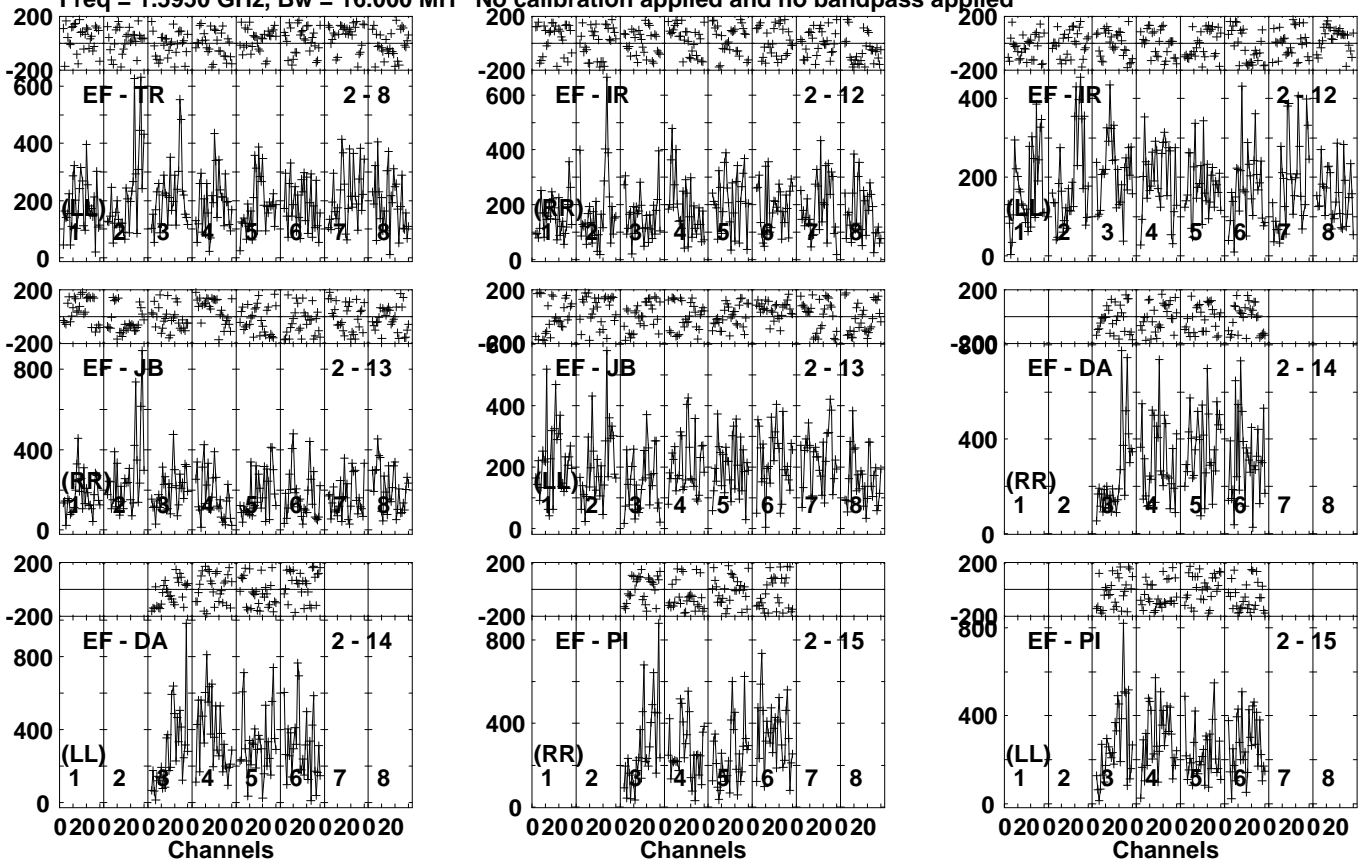 Freq = 1.5950 GHz, Bw = 16.000 MH No calibration applied and no bandpass applied
200 200 200
-200 -200 -200
600 EF - TR 2 - 8 600 EF - IR 2 - 12 400 EF - IR 2 - 12
400 400 200
200 200
(LL) (RR) (LL)
1 2 3 4 5 6 7 8 1 2 3 4 5 6 7 8 1 2 3 4 5 6 7 8
0 0 0
200 200 200
-200 -200
800 EF - JB 2 - 13 EF - JB 2 - 13 800 EF - DA 2 - 14
400 400 400
200
(RR) (LL) (RR)
1 2 3 4 5 6 7 8 1 2 3 4 5 6 7 8 1 2 3 4 5 6 7 8
0 0 0
200 200 200
-200 -200 -200
800 EF - DA 2 - 14 800 EF - PI 2 - 15 800 EF - PI 2 - 15
400 400 400
(LL) (RR) (LL)
1 2 3 4 5 6 7 8 1 2 3 4 5 6 7 8 1 2 3 4 5 6 7 8
0 0 0
0 20 0 20 0 20 0 20 0 20 0 20 0 20 0 20 0 20 0 20 0 20 0 20 0 20 0 20 0 20 0 20 0 20 0 20 0 20 0 20 0 20 0 20 0 20 0 20
Channels Channels Channels